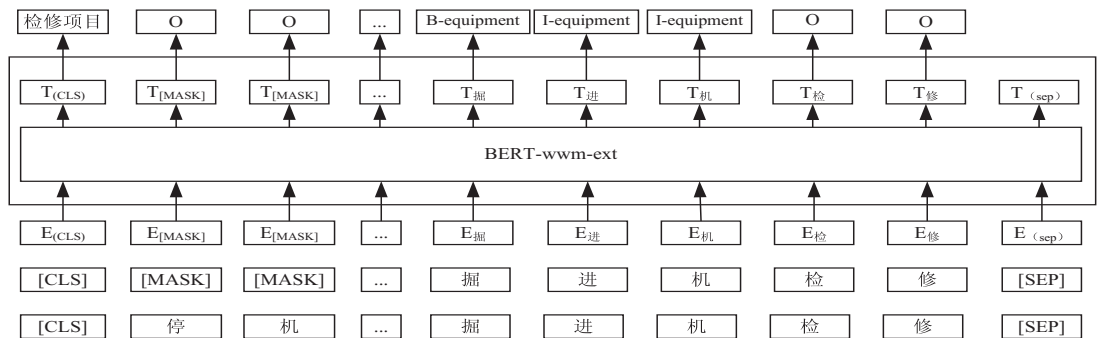 检修项目 O O ... B-equipment I-equipment I-equipment O O
T(CLS) T[MASK] T[MASK] ... T掘 T进 T机 T检 T修 T（sep）
BERT-wwm-ext
E(CLS) E[MASK] E[MASK] ... E掘 E进 E机 E检 E修 E（sep）
[CLS] [MASK] [MASK] ... 掘 进 机 检 修 [SEP]
[CLS] 停 机 ... 掘 进 机 检 修 [SEP]